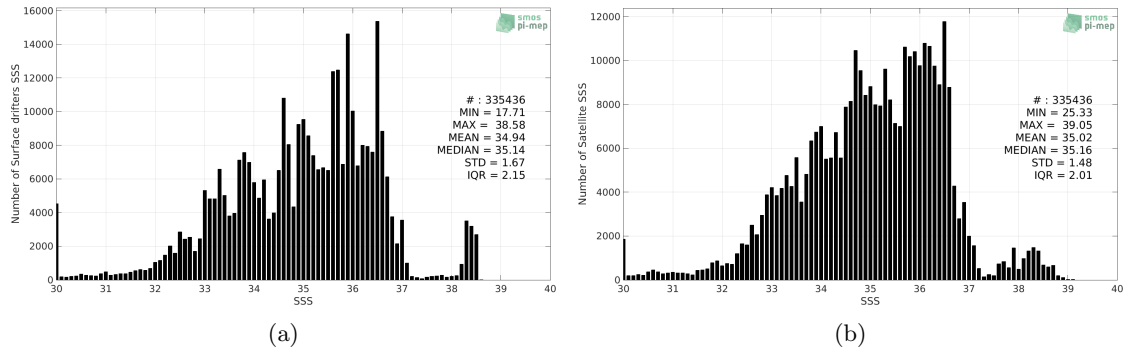 smos
pi-mep
16000
14000
12000
10000
8000
6000
4000
2000
0
30 31 32 33 34 35 36 37 38 39 40
Number of Surface drifters SSS
SSS
# : 335436
MIN = 17.71
MAX = 38.58
MEAN = 34.94
MEDIAN = 35.14
STD = 1.67
IQR = 2.15
(a)
smos
pi-mep
12000
10000
8000
6000
4000
2000
0
30 31 32 33 34 35 36 37 38 39 40
Number of Satellite SSS
SSS
# : 335436
MIN = 25.33
MAX = 39.05
MEAN = 35.02
MEDIAN = 35.16
STD = 1.48
IQR = 2.01
(b)